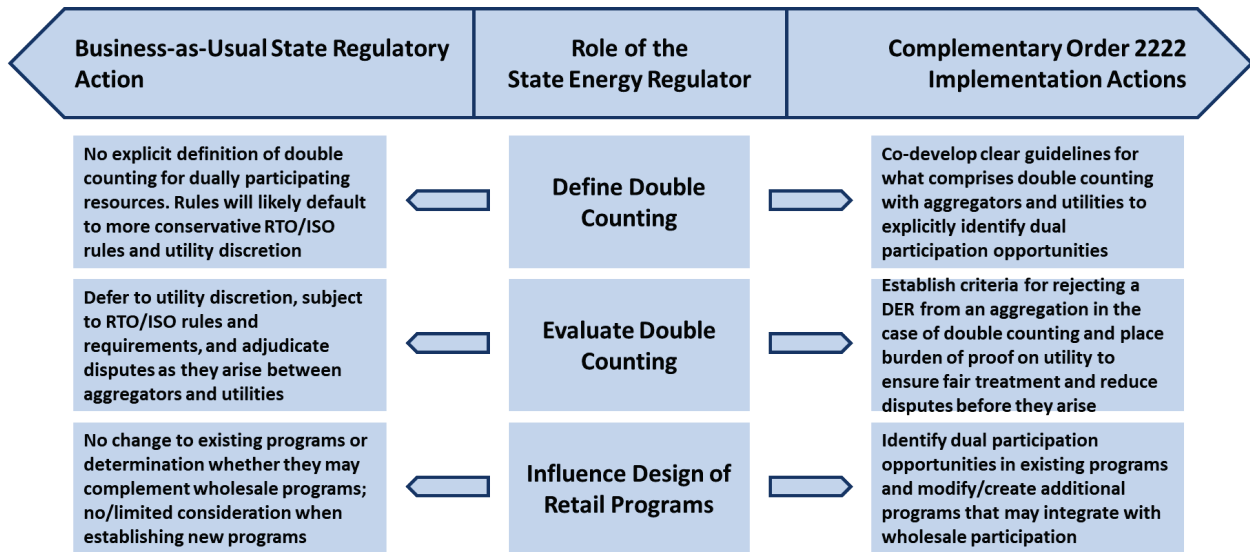 Business-as-Usual State Regulatory
Action
Role of the
State Energy Regulator
Complementary Order 2222
Implementation Actions
No explicit definition of double
counting for dually participating
resources. Rules will likely default
to more conservative RTO/ISO
rules and utility discretion
Define Double
Counting
Co-develop clear guidelines for
what comprises double counting
with aggregators and utilities to
explicitly identify dual
participation opportunities
Defer to utility discretion, subject
to RTO/ISO rules and
requirements, and adjudicate
disputes as they arise between
aggregators and utilities
Evaluate Double
Counting
Establish criteria for rejecting a
DER from an aggregation in the
case of double counting and place
burden of proof on utility to
ensure fair treatment and reduce
disputes before they arise
No change to existing programs or
determination whether they may
complement wholesale programs;
no/limited consideration when
establishing new programs
Influence Design of
Retail Programs
Identify dual participation
opportunities in existing programs
and modify/create additional
programs that may integrate with
wholesale participation